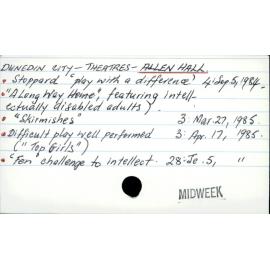 DUNEDIN CITY - THEATRES - ALLEN HALL
• Stoppard "play with a difference" 4: Sep 5, 1984.
• "A Long Way Home", featuring intell-
ectually disabled adults).
• "Skirmishes" 3: Mar. 27, 1985
• Difficult play well performed 3: Apr. 17, 1985.
("Top Girls")
• "Fen" challenge to intellect. 28: Je. 5, "
MIDWEEK